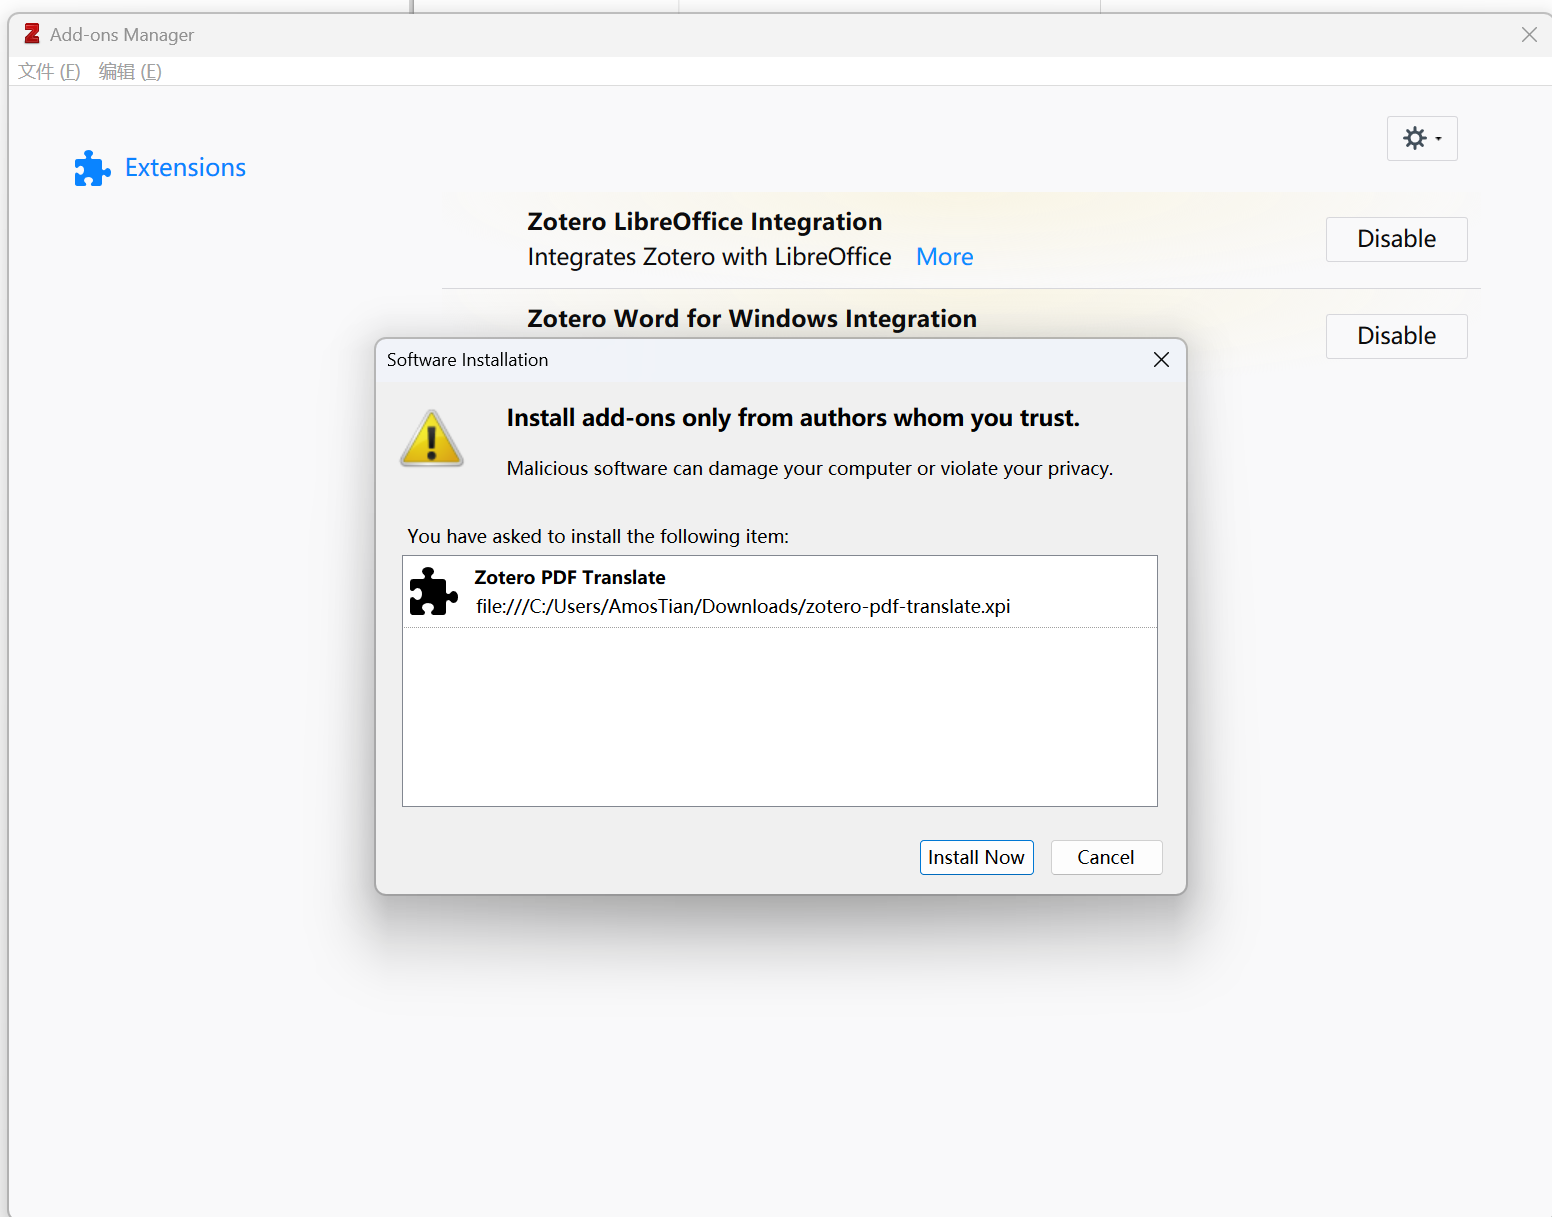 Add-ons Manager
文件 (F) 编辑 (E)
Extensions
Zotero LibreOffice Integration
Integrates Zotero with LibreOffice More
Disable
Zotero Word for Windows Integration
Disable
Software Installation
Install add-ons only from authors whom you trust.
Malicious software can damage your computer or violate your privacy.
You have asked to install the following item:
Zotero PDF Translate
file:///C:/Users/AmosTian/Downloads/zotero-pdf-translate.xpi
Install Now Cancel